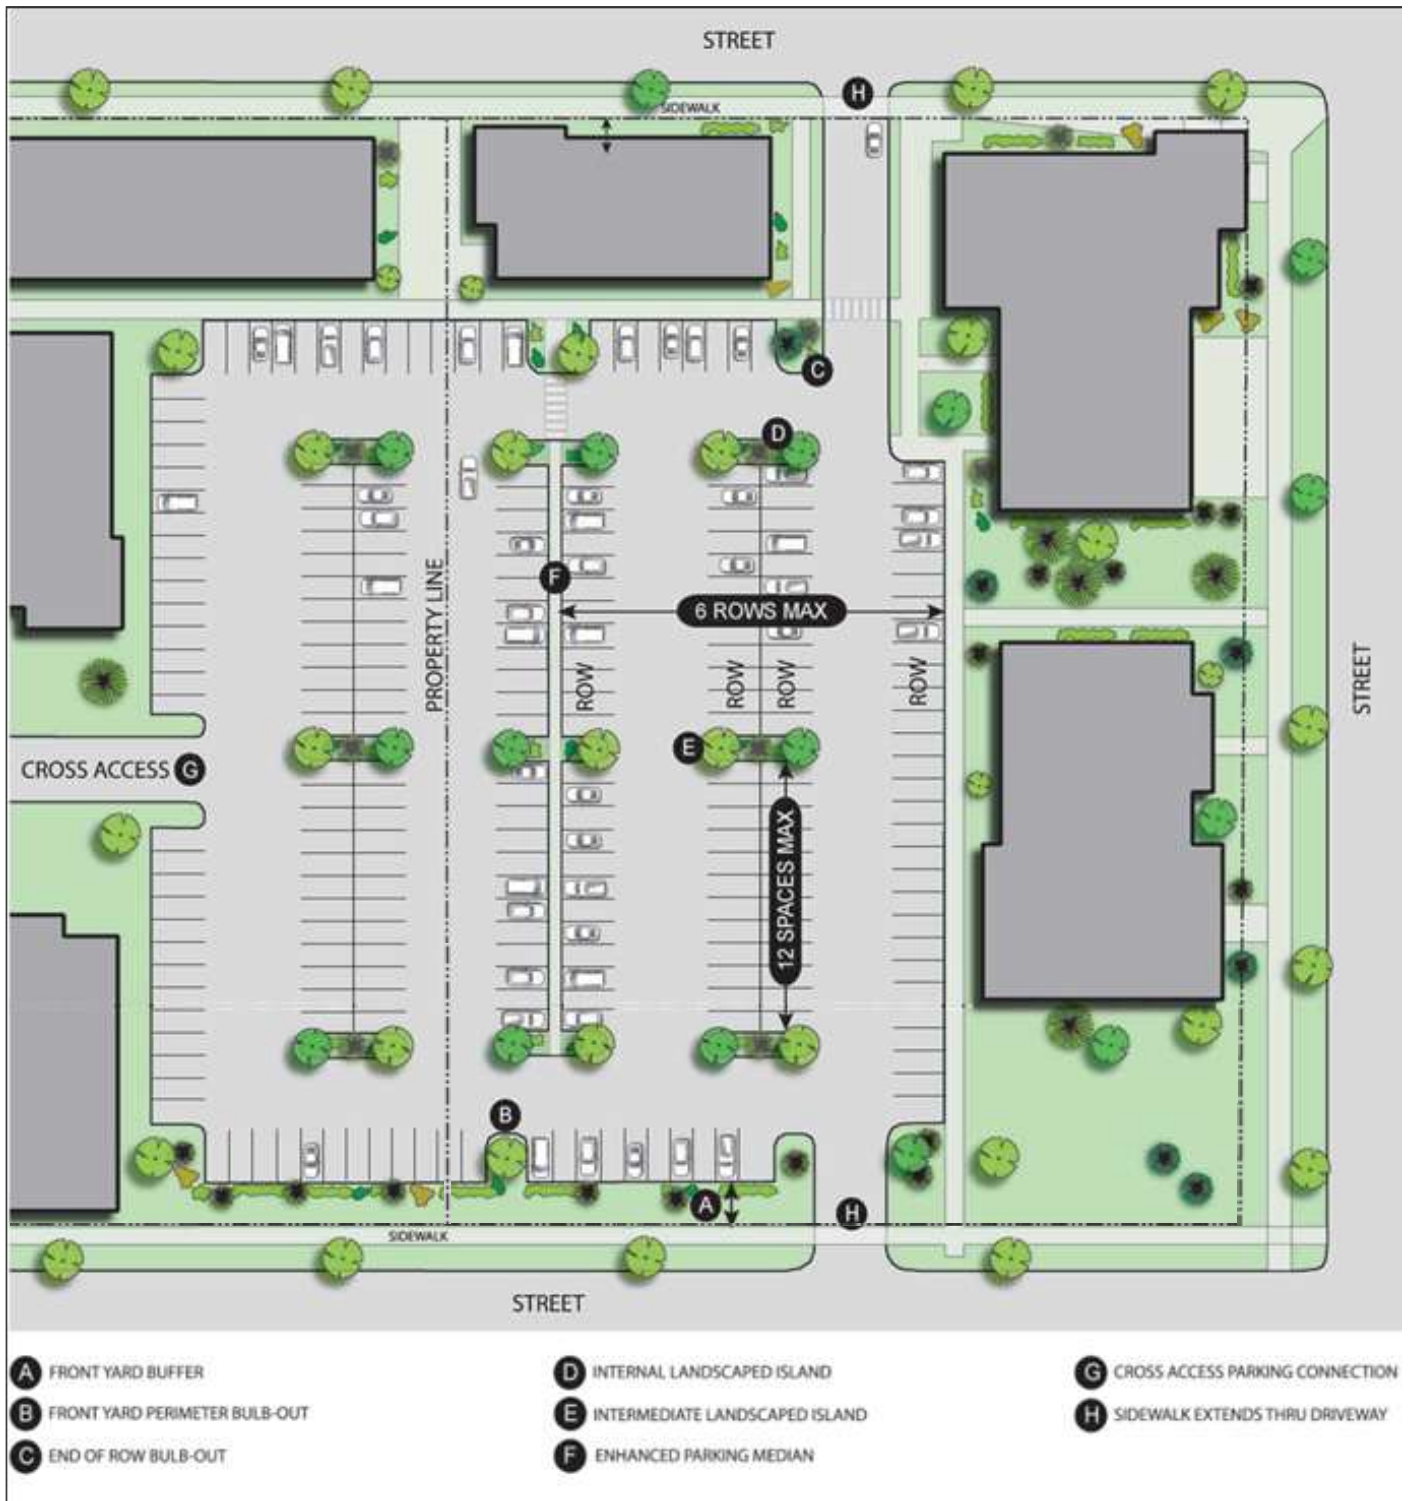 STREET
H
SIDEWALK
C
D
PROPERTY LINE
F
6 ROWS MAX
ROW
ROW
ROW
ROW
STREET
E
CROSS ACCESS G
12 SPACES MAX
B
A
H
SIDEWALK
STREET
A FRONT YARD BUFFER
B FRONT YARD PERIMETER BULB-OUT
C END OF ROW BULB-OUT
D INTERNAL LANDSCAPED ISLAND
E INTERMEDIATE LANDSCAPED ISLAND
F ENHANCED PARKING MEDIAN
G CROSS ACCESS PARKING CONNECTION
H SIDEWALK EXTENDS THRU DRIVEWAY